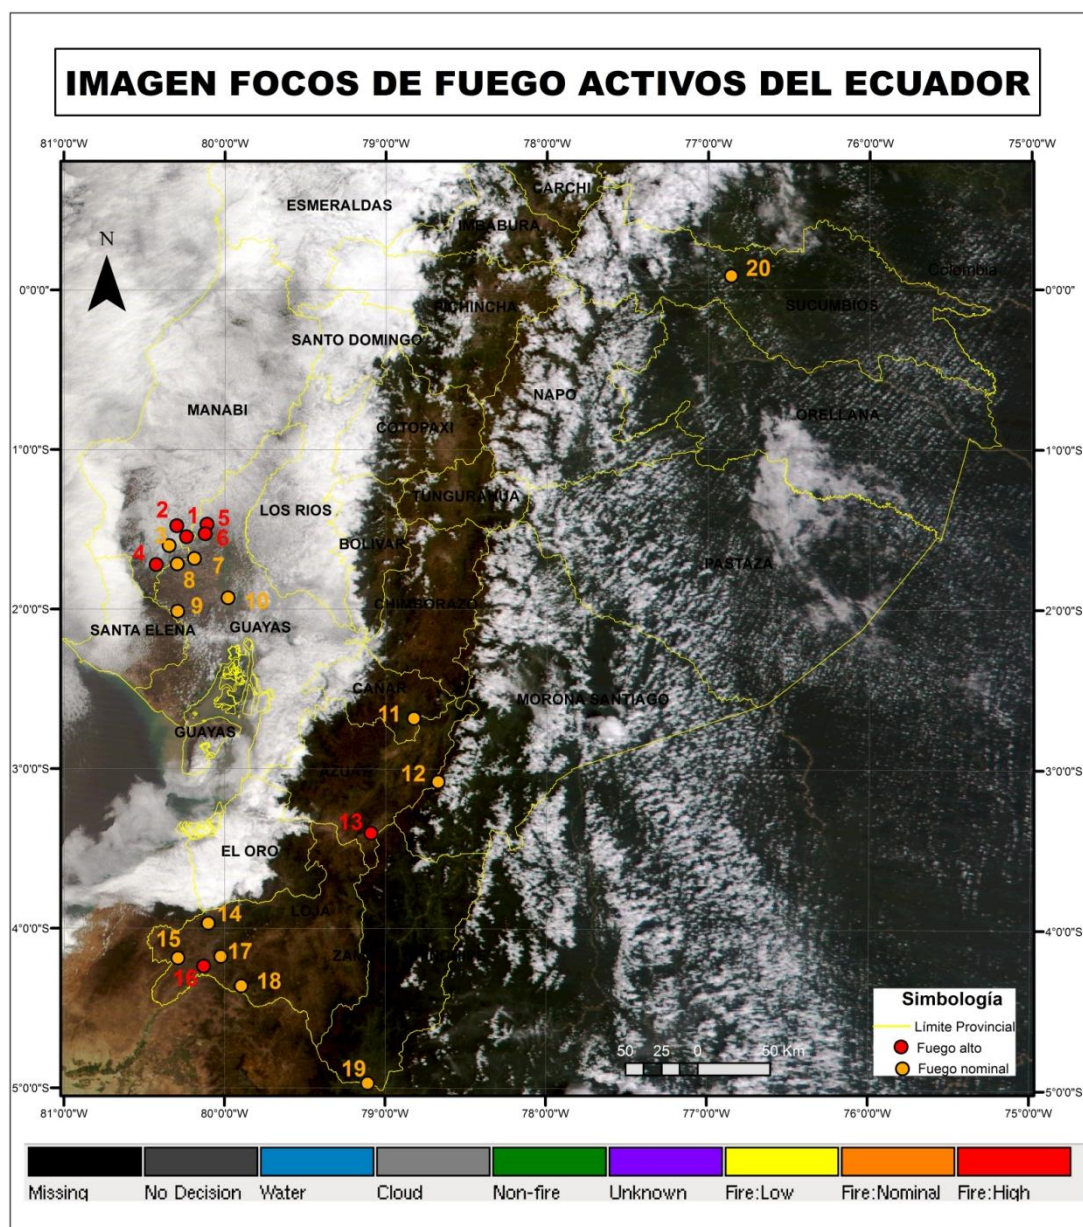 IMAGEN FOCOS DE FUEGO ACTIVOS DEL ECUADOR
81°0'0"W 80°0'0"W 79°0'0"W 78°0'0"W 77°0'0"W 76°0'0"W 75°0'0"W
CARCHI
ESMERALDAS
IMBABURA
N
20
Colombia
0°0'0" 0°0'0"
PICHINCHA
SUCUMBIOS
SANTO DOMINGO
NAPO
MANABI
ORELLANA
COTOPAXI
1°0'0"S 1°0'0"S
TUNGURAHUA
LOS RIOS
2 1 5
3 6
BOLIVAR
4 7
8
PASTAZA
9 10
CHIMBORAZO
2°0'0"S 2°0'0"S
SANTA ELENA GUAYAS
CAÑAR
MORONA SANTIAGO
11
GUAYAS
AZUAY
12
3°0'0"S 3°0'0"S
13
EL ORO
LOJA
14
4°0'0"S 4°0'0"S
15 17
16 18
Simbología
Límite Provincial
Fuego alto
Fuego nominal
50 25 0 50 Km
19
5°0'0"S 5°0'0"S
81°0'0"W 80°0'0"W 79°0'0"W 78°0'0"W 77°0'0"W 76°0'0"W 75°0'0"W
Missing No Decision Water Cloud Non-fire Unknown Fire:Low Fire:Nominal Fire:High